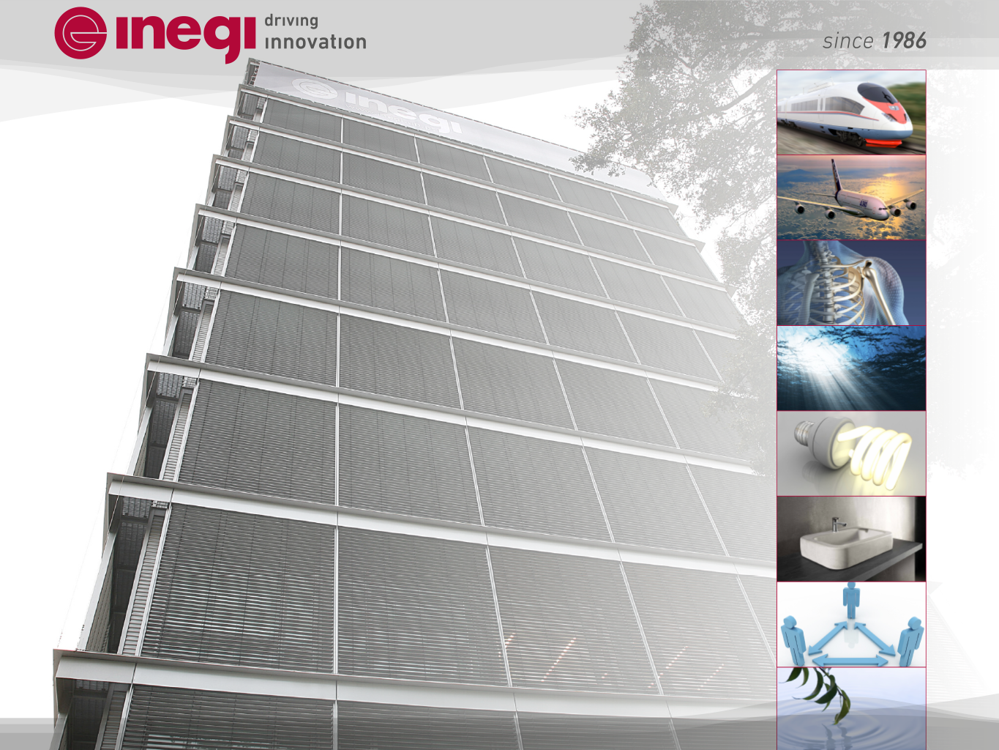 inegi driving
innovation
since 1986
inegi